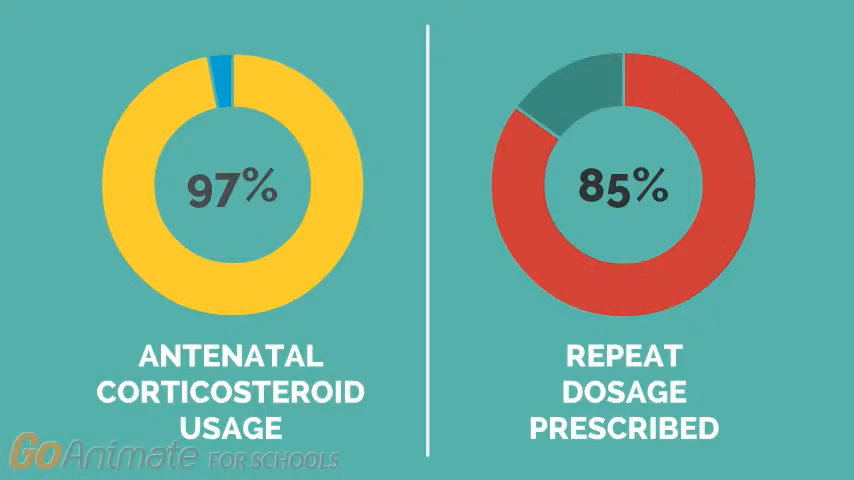 97%
ANTENATAL
CORTICOSTEROID
USAGE
85%
REPEAT
DOSAGE
PRESCRIBED
GoAnimate FOR SCHOOLS